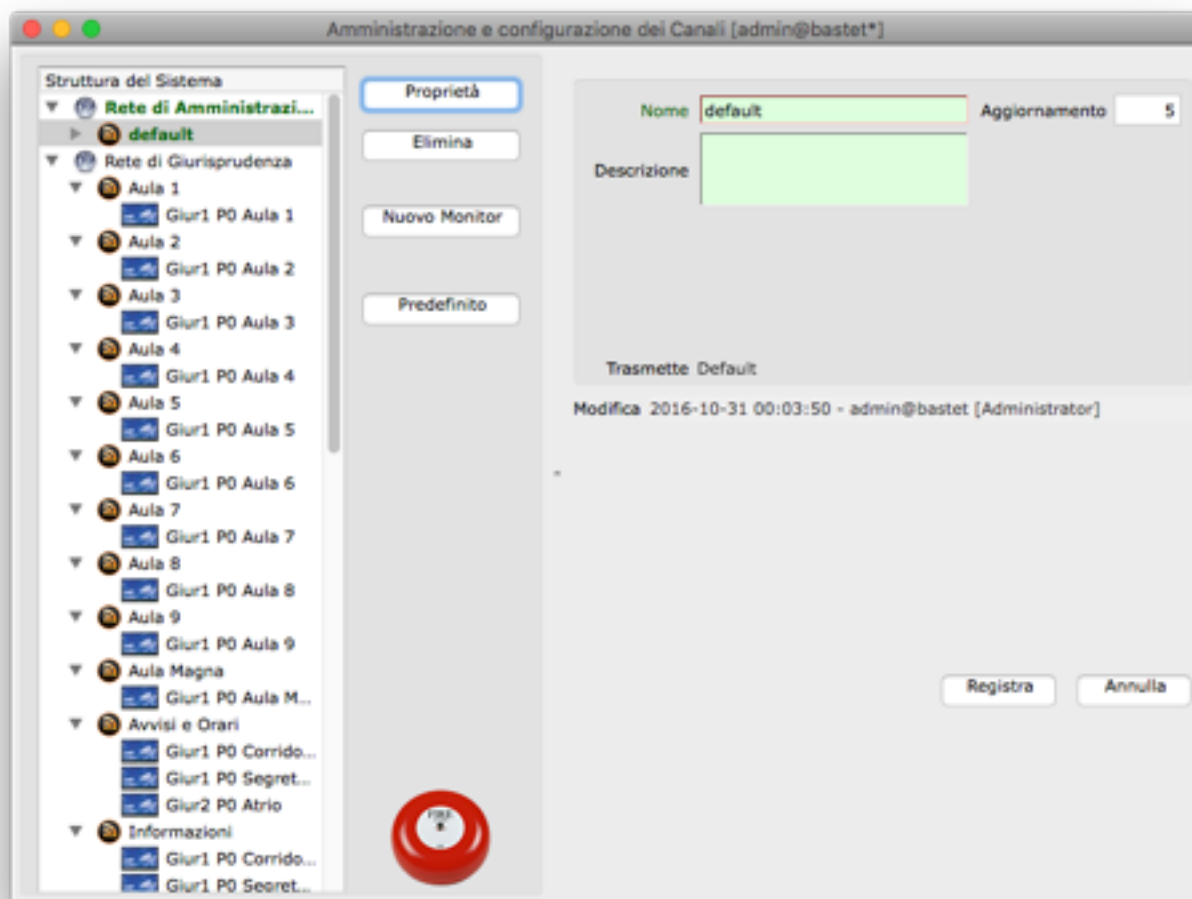 Amministrazione e configurazione dei Canali [admin@bastet*]
Struttura del Sistema
Rete di Amministrazi...
default
Rete di Giurisprudenza
Aula 1
Giur1 P0 Aula 1
Aula 2
Giur1 P0 Aula 2
Aula 3
Giur1 P0 Aula 3
Aula 4
Giur1 P0 Aula 4
Aula 5
Giur1 P0 Aula 5
Aula 6
Giur1 P0 Aula 6
Aula 7
Giur1 P0 Aula 7
Aula 8
Giur1 P0 Aula 8
Aula 9
Giur1 P0 Aula 9
Aula Magna
Giur1 P0 Aula M...
Avvisi e Orari
Giur1 P0 Corrido...
Giur1 P0 Segret...
Giur2 P0 Atrio
Informazioni
Giur1 P0 Corrido...
Giur1 P0 Segret...
Proprietà
Elimina
Nuovo Monitor
Predefinito
Nome default Aggiornamento 5
Descrizione
Trasmette Default
Modifica 2016-10-31 00:03:50 - admin@bastet [Administrator]
-
Registra Annulla